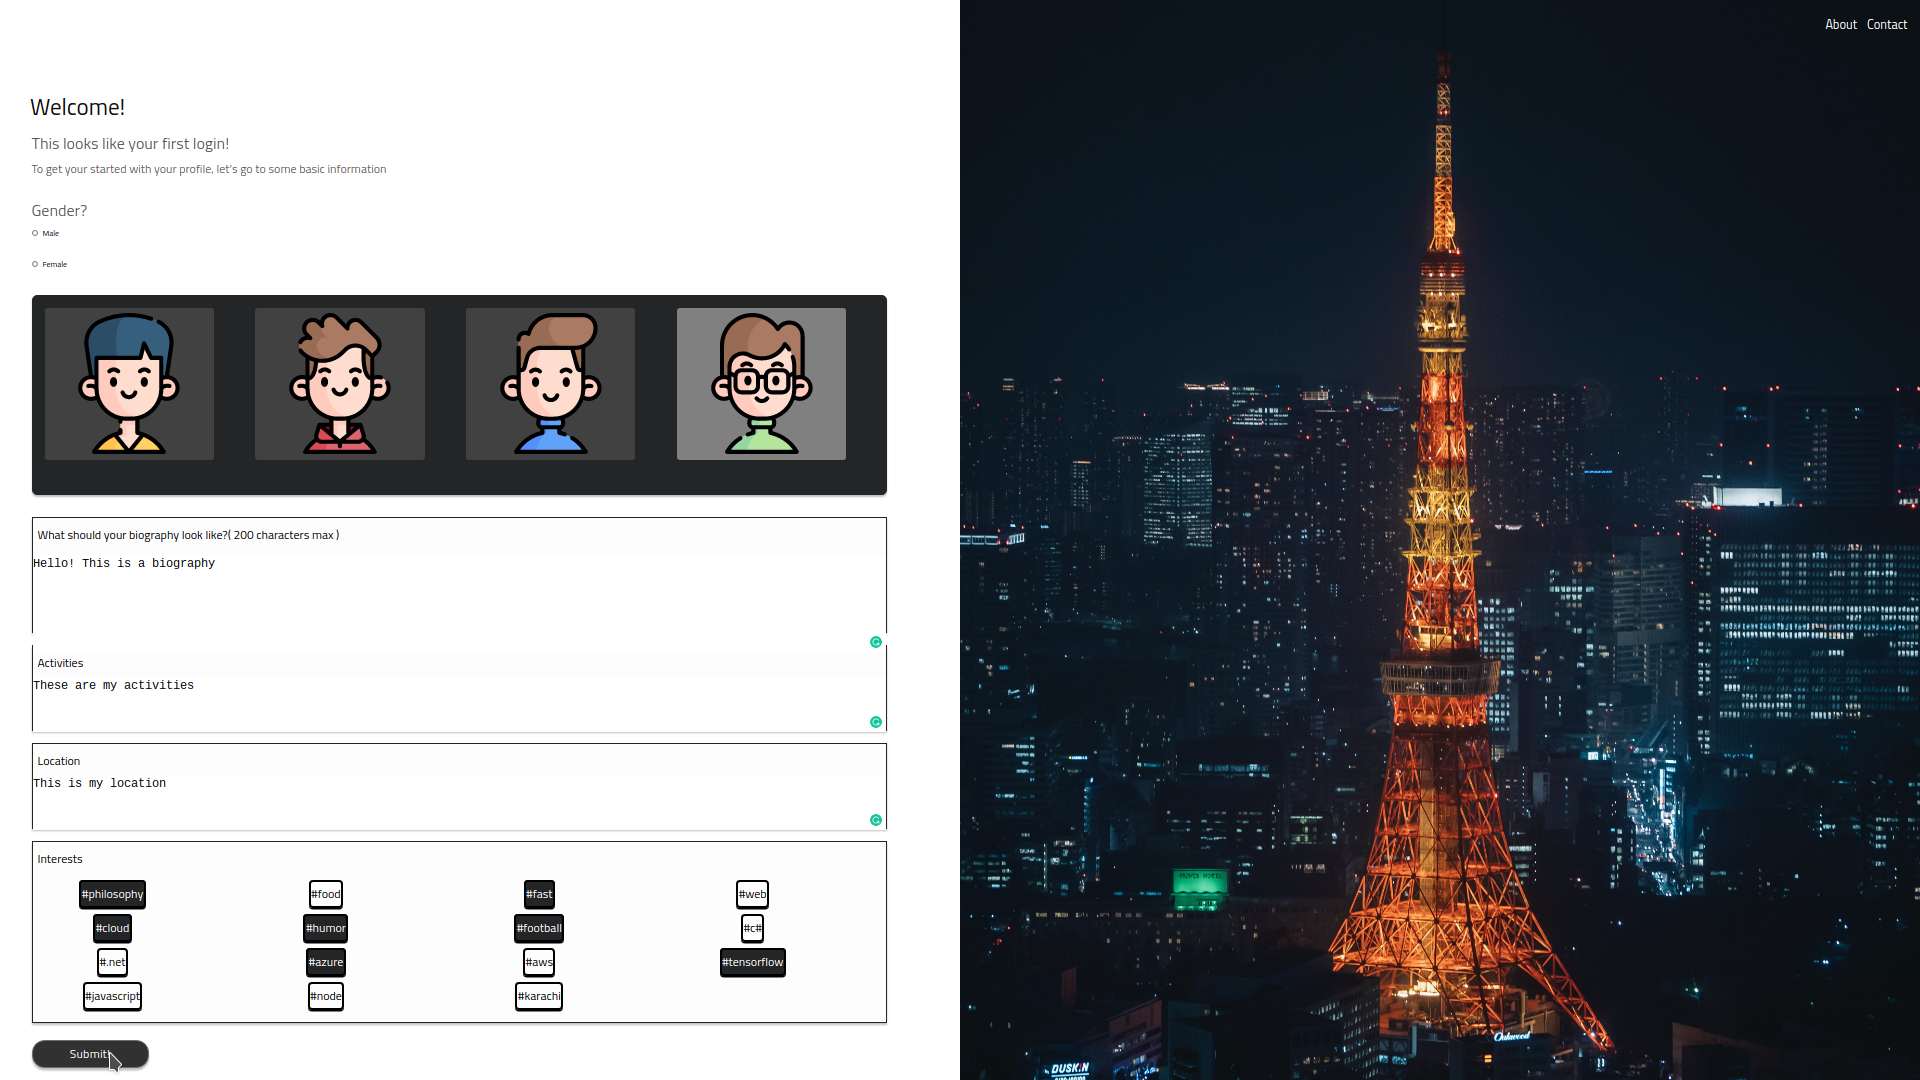 About Contact
Welcome!
This looks like your first login!
To get your started with your profile, let's go to some basic information
Gender?
Male
Female
What should your biography look like?( 200 characters max )
Hello! This is a biography
Activities
These are my activities
Location
This is my location
Interests
#philosophy #food #fast #web
#cloud #humor #football #c#
#.net #azure #aws #tensorflow
#javascript #node #karachi
Submit!
Oakwood
DUSKIN